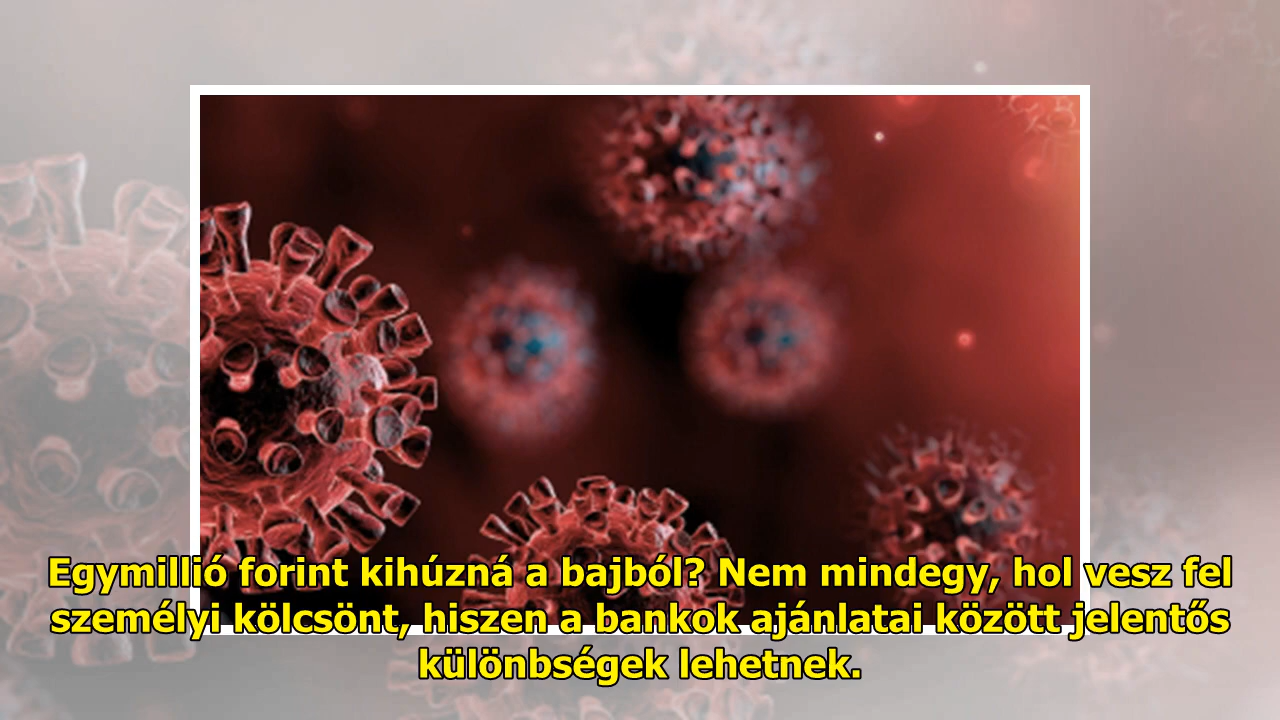 Egymillió forint kihúzná a bajból? Nem mindegy, hol vesz fel
személyi kölcsönt, hiszen a bankok ajánlatai között jelentős
különbségek lehetnek.